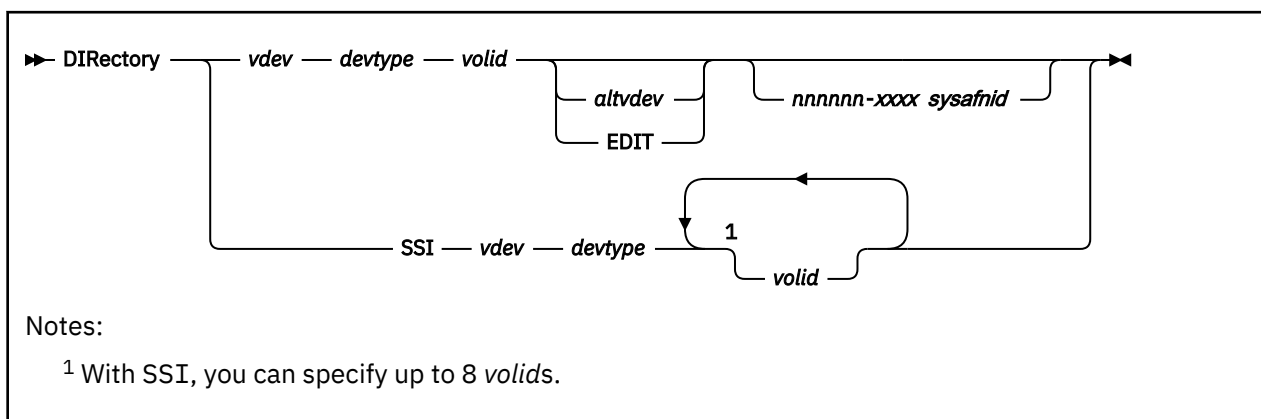 DIRectory vdev devtype volid
altvdev
EDIT
nnnnnn-xxxx sysafnid
SSI vdev devtype
1
volid
Notes:
1 With SSI, you can specify up to 8 volids.